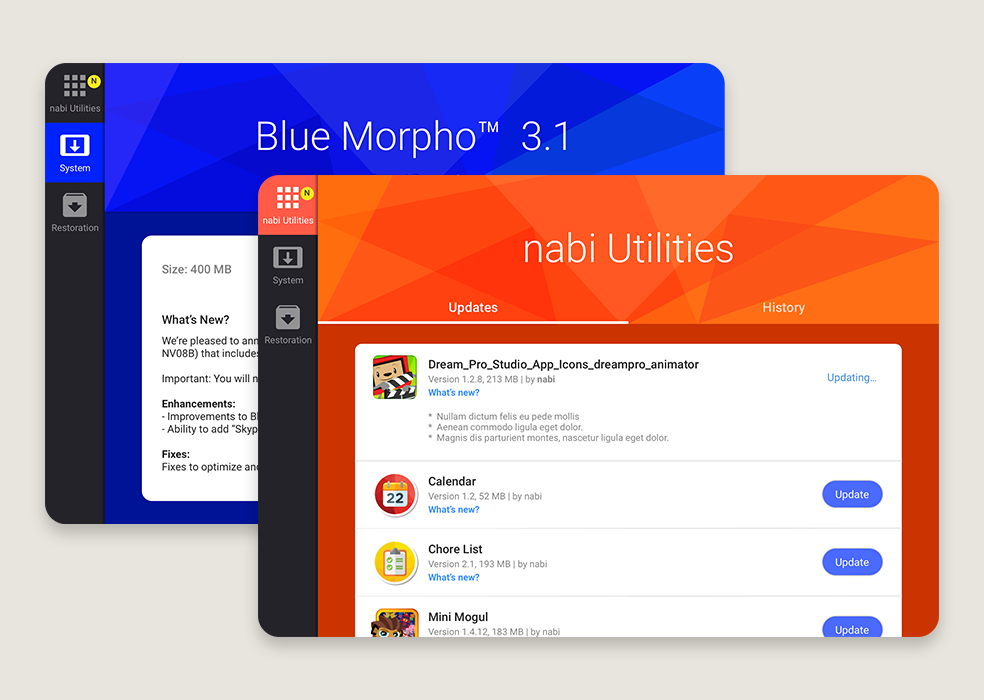 N
nabi Utilities
System
Restoration
Blue Morpho™ 3.1
Size: 400 MB
What's New?
We're pleased to ann
NV08B) that includes
Important: You will n
Enhancements:
- Improvements to Bl
- Ability to add "Skyp
Fixes:
Fixes to optimize and
N
nabi Utilities
System
Restoration
nabi Utilities
Updates History
Dream_Pro_Studio_App_Icons_dreampro_animator
Version 1.2.8, 213 MB | by nabi
What's new?
Updating...
* Nullam dictum felis eu pede mollis
* Aenean commodo ligula eget dolor.
* Magnis dis parturient montes, nascetur ligula eget dolor.
22
Calendar
Version 1.2, 52 MB | by nabi
What's new?
Update
Chore List
Version 2.1, 193 MB | by nabi
What's new?
Update
Mini Mogul
Version 1.4.12, 183 MB | by nabi
Update